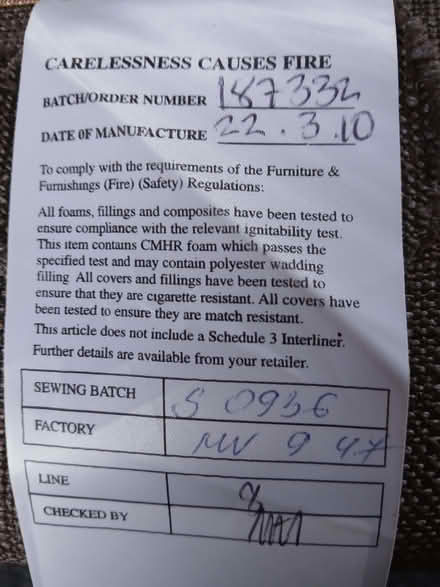 CARELESSNESS CAUSES FIRE
BATCH/ORDER NUMBER 187332
DATE OF MANUFACTURE 22.3.10
To comply with the requirements of the Furniture &
Furnishings (Fire) (Safety) Regulations:
All foams, fillings and composites have been tested to
ensure compliance with the relevant ignitability test.
This item contains CMHR foam which passes the
specified test and may contain polyester wadding
filling All covers and fillings have been tested to
ensure that they are cigarette resistant. All covers have
been tested to ensure they are match resistant.
This article does not include a Schedule 3 Interliner.
Further details are available from your retailer.
SEWING BATCH S 0936
FACTORY MV 9 47
LINE
CHECKED BY